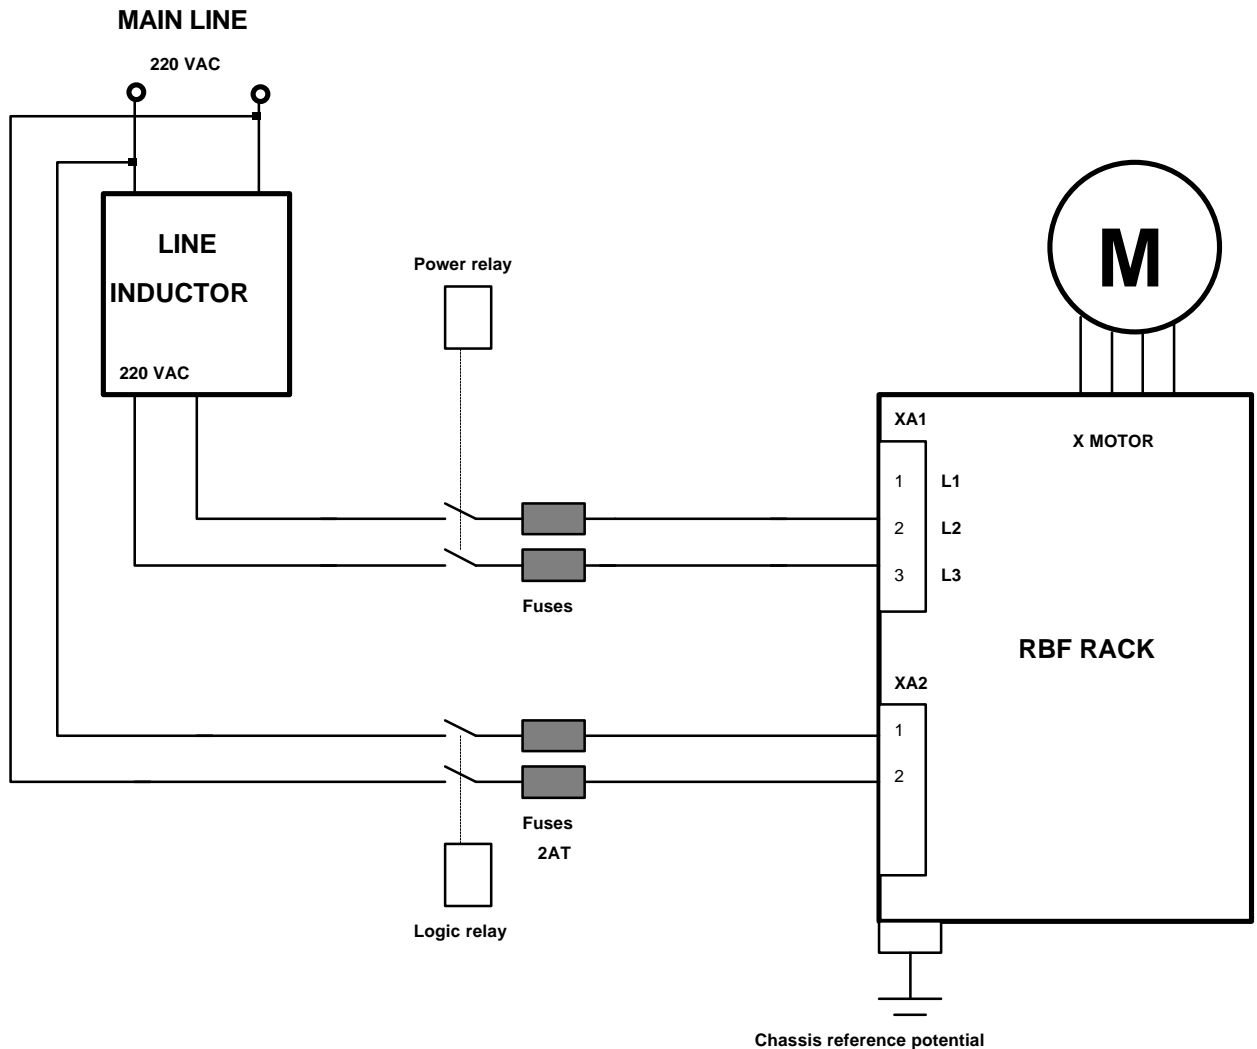 MAIN LINE
220 VAC
LINE
INDUCTOR
220 VAC
Power relay
M
XA1
X MOTOR
1 L1
2 L2
3 L3
Fuses
RBF RACK
XA2
1
2
Fuses
2AT
Logic relay
Chassis reference potential